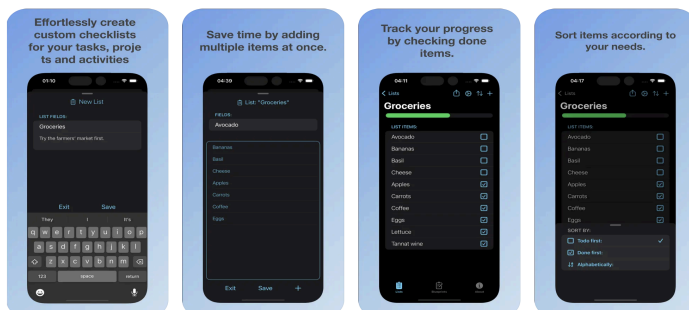 Effortlessly create
custom checklists
for your tasks, proje
ts and activities
01:10
New List
LIST FIELDS:
Groceries
Try the farmers' market first.
Exit Save
They I It's
q w e r t y u i o p
a s d f g h j k l
z x c v b n m
123 space return
Save time by adding
multiple items at once.
04:39
List: "Groceries"
FIELDS:
Avocado
Bananas
Basil
Cheese
Apples
Carrots
Coffee
Eggs
Exit Save +
Track your progress
by checking done
items.
04:11
Lists
Groceries
LIST ITEMS:
Avocado
Bananas
Basil
Cheese
Apples
Carrots
Coffee
Eggs
Lettuce
Tannat wine
Lists
About
Sort items according to
your needs.
04:17
Lists
Groceries
LIST ITEMS:
Avocado
Bananas
Basil
Cheese
Apples
Carrots
Coffee
Eggs
SORT BY:
Todo first:
Done first:
Alphabetically: